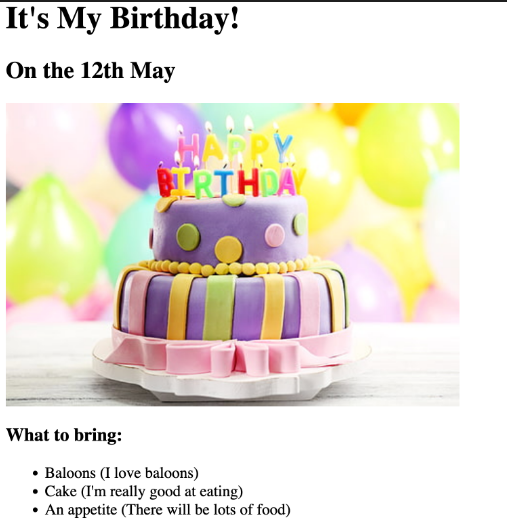 It's My Birthday!
On the 12th May
HAPPY
BIRTHDAY
What to bring:
• Baloons (I love baloons)
• Cake (I'm really good at eating)
• An appetite (There will be lots of food)